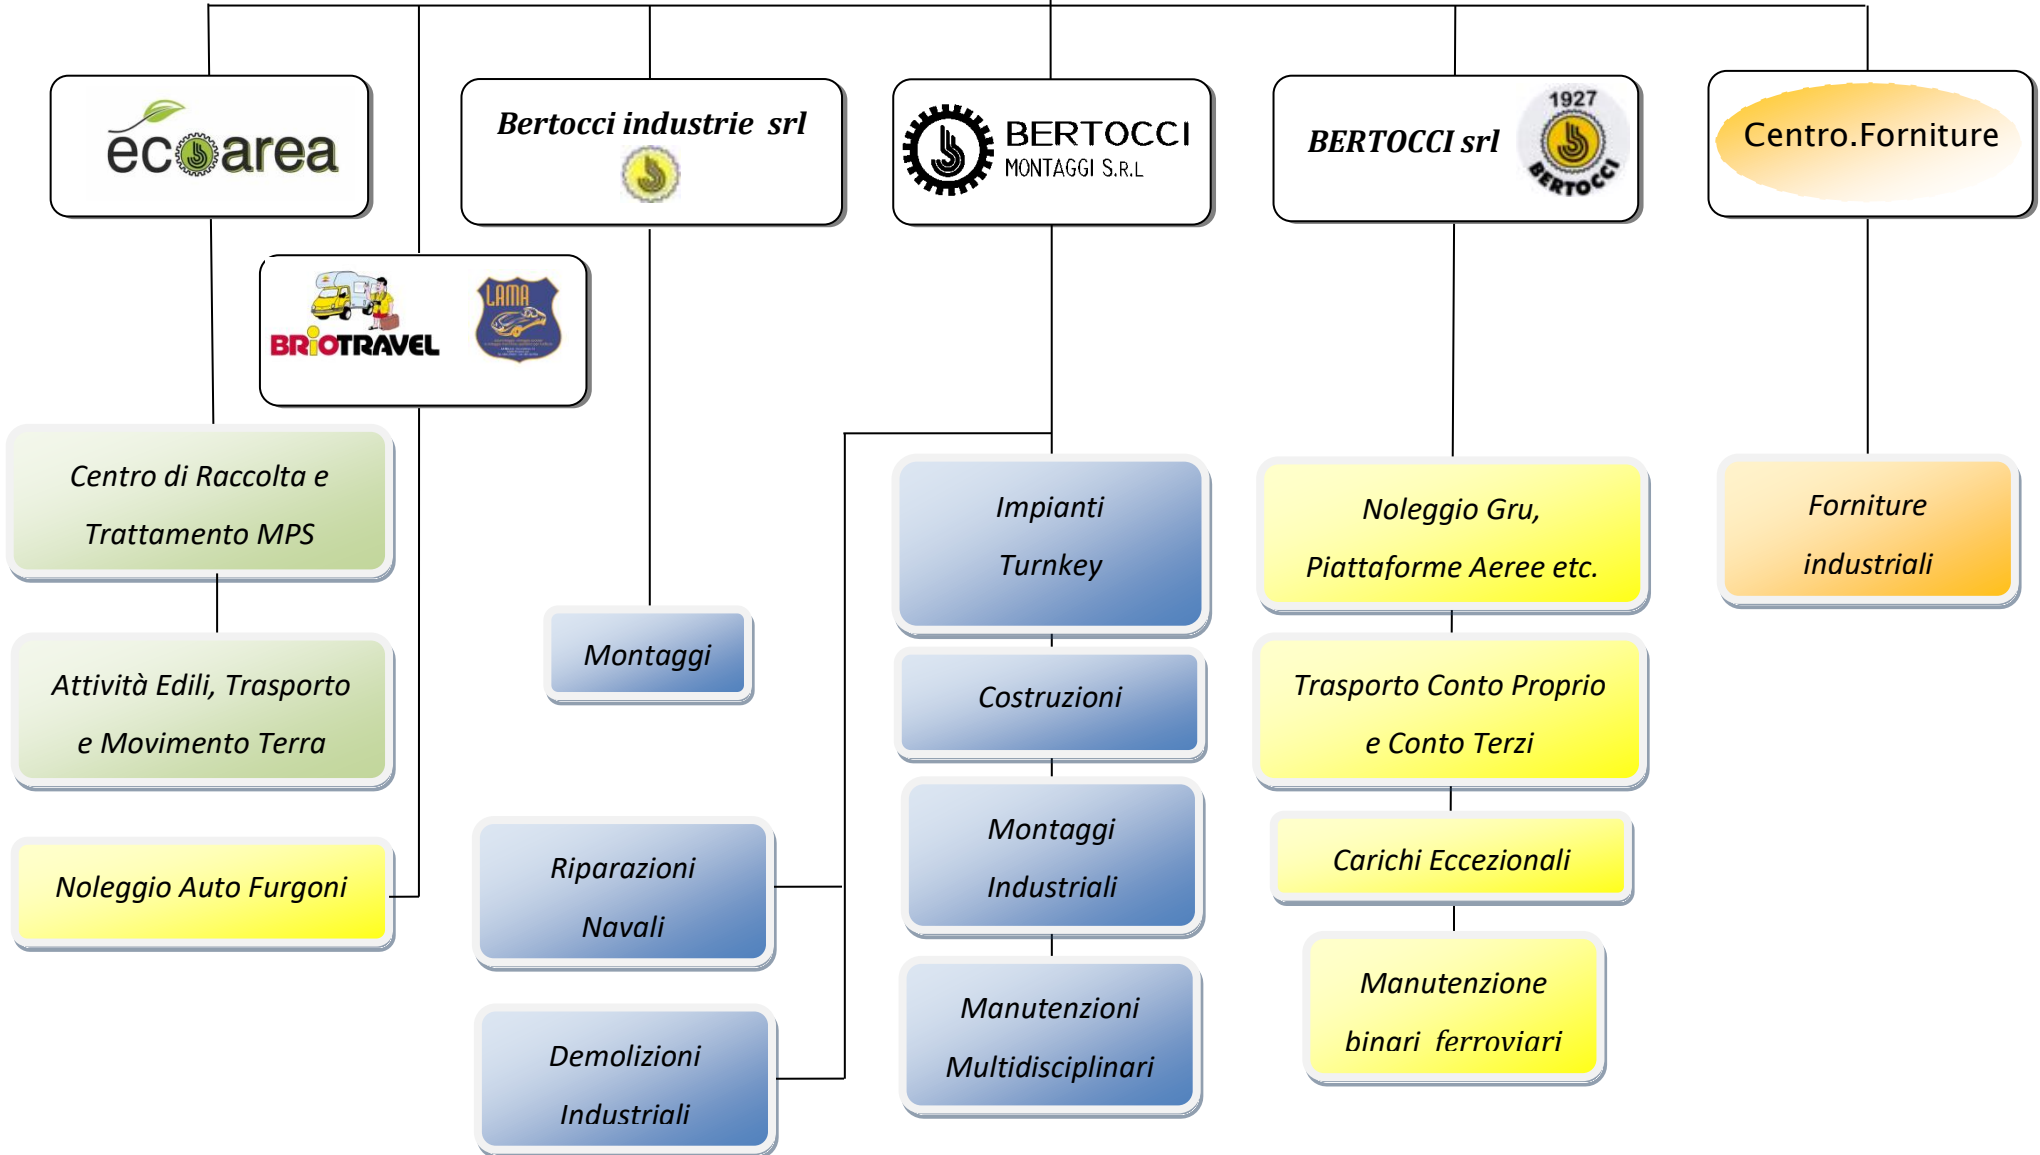 ecoarea
Bertocci industrie srl
BERTOCCI
MONTAGGI S.R.L
BERTOCCI srl
1927
BERTOCCI
Centro.Forniture
BRIOTRAVEL
LAMA
Centro di Raccolta e
Trattamento MPS
Attività Edili, Trasporto
e Movimento Terra
Noleggio Auto Furgoni
Montaggi
Riparazioni
Navali
Demolizioni
Industriali
Impianti
Turnkey
Costruzioni
Montaggi
Industriali
Manutenzioni
Multidisciplinari
Noleggio Gru,
Piattaforme Aeree etc.
Trasporto Conto Proprio
e Conto Terzi
Carichi Eccezionali
Manutenzione
binari ferroviari
Forniture
industriali